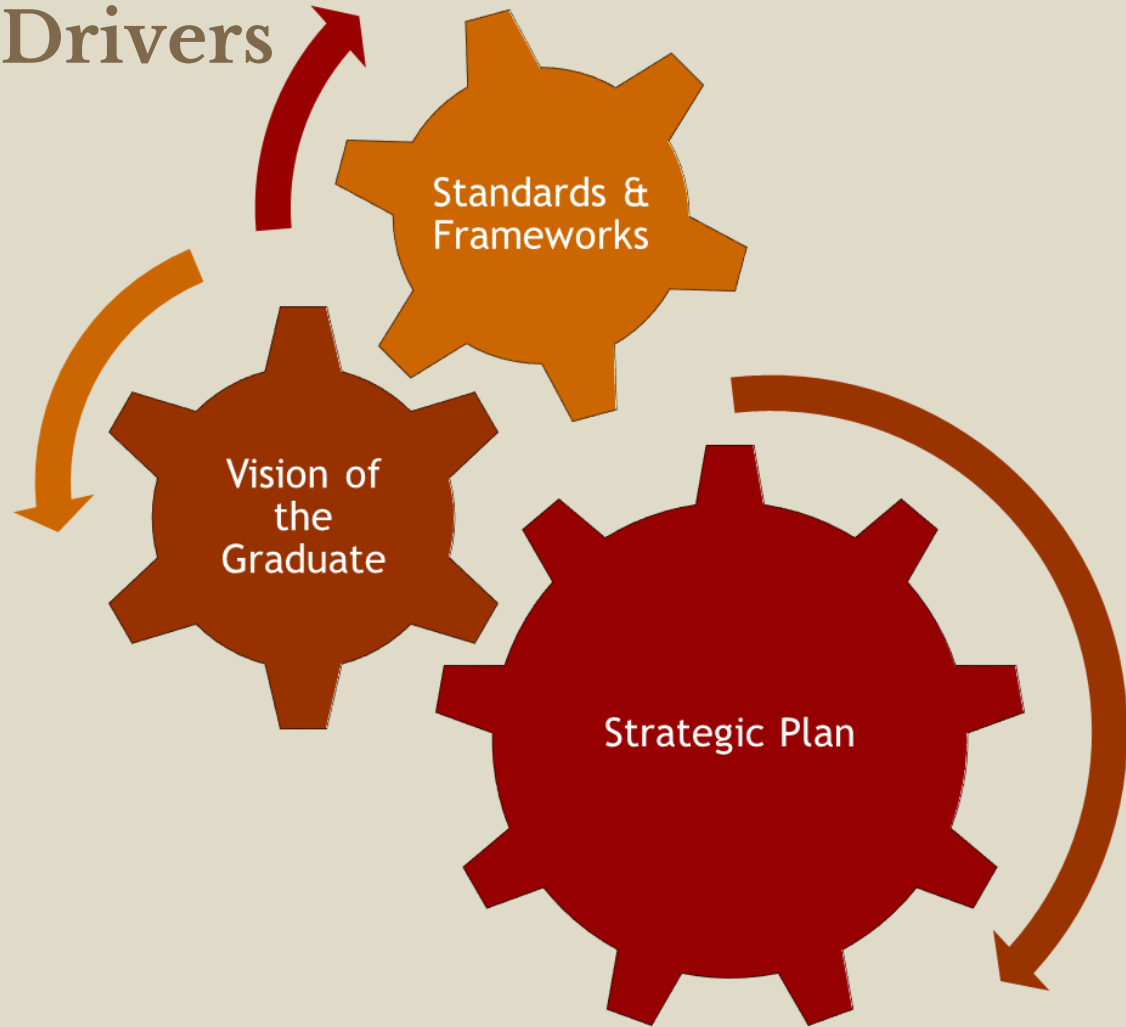 Drivers
Standards &
Frameworks
Vision of
the
Graduate
Strategic Plan